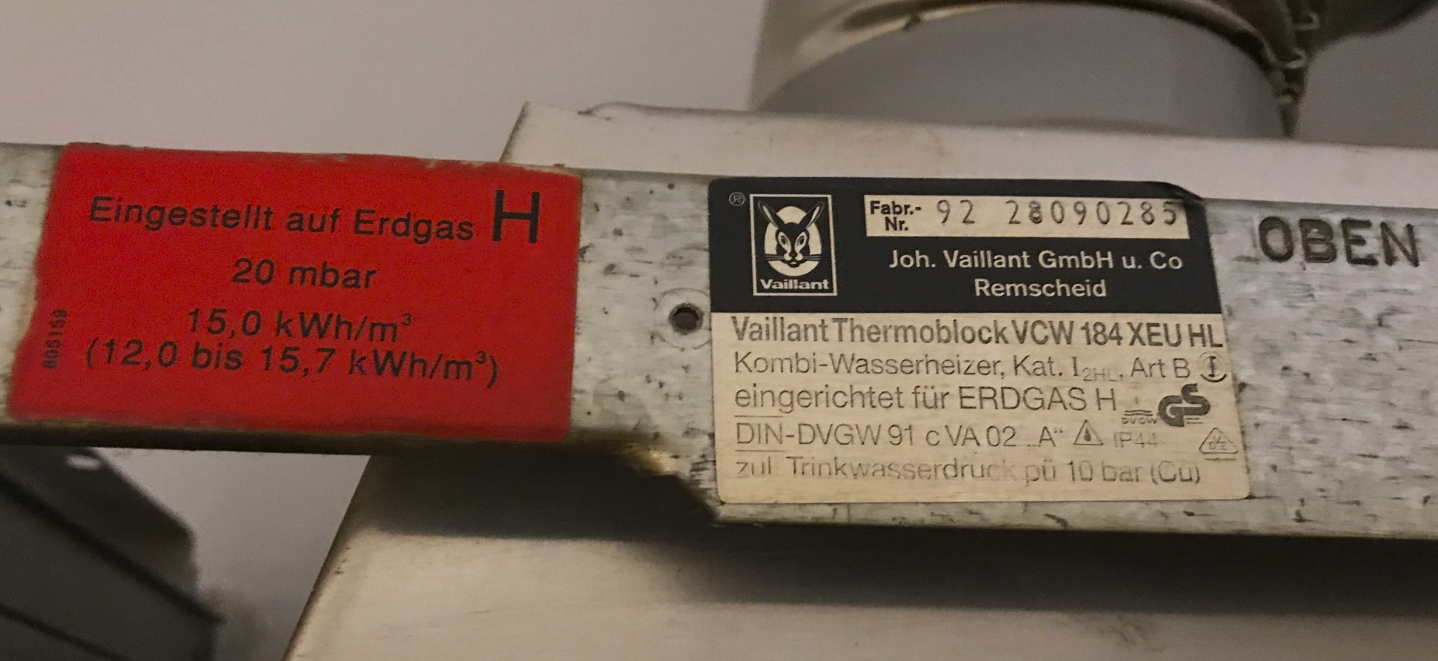 Eingestellt auf Erdgas H
20 mbar
15,0 kWh/m³
(12,0 bis 15,7 kWh/m³)
805159
®
Vaillant
Fabr.-Nr. 92 28090285
Joh. Vaillant GmbH u. Co
Remscheid
Vaillant Thermoblock VCW 184 XEU HL
Kombi-Wasserheizer, Kat. I2HL, Art B
eingerichtet für ERDGAS H DVGW GS
DIN-DVGW 91 c VA 02 „A“ IP44
zul Trinkwasserdruck pü 10 bar (Cu)
OBEN